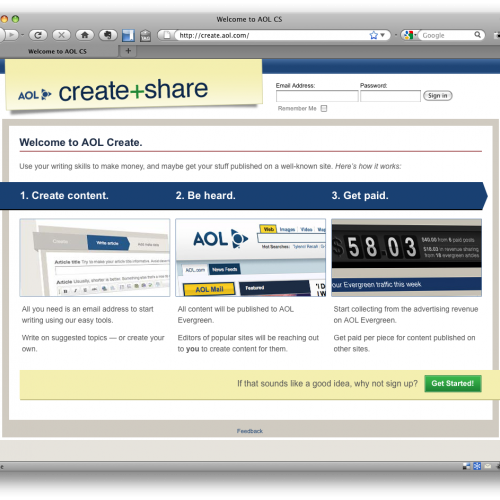 Welcome to AOL CS
http://create.aol.com/
Google
Welcome to AOL CS
AOL create+share
Email Address:
Password:
Sign in
Remember Me
Welcome to AOL Create.
Use your writing skills to make money, and maybe get your stuff published on a well-known site. Here's how it works:
1. Create content.
2. Be heard.
3. Get paid.
Create
Write article
Article title
Article
AOL
Web Images Video
Hot Searches:
AOL.com
News Feeds
AOL Mail
Featured
5803
$40.00 from 5 paid posts
$18.03 in revenue sharing
from 15 evergreen articles
our Evergreen traffic this week
All you need is an email address to start
writing using our easy tools.
Write on suggested topics — or create your
own.
All content will be published to AOL
Evergreen.
Editors of popular sites will be reaching out
to you to create content for them.
Start collecting from the advertising revenue
on AOL Evergreen.
Get paid per piece for content published on
other sites.
If that sounds like a good idea, why not sign up?
Get Started!
Feedback